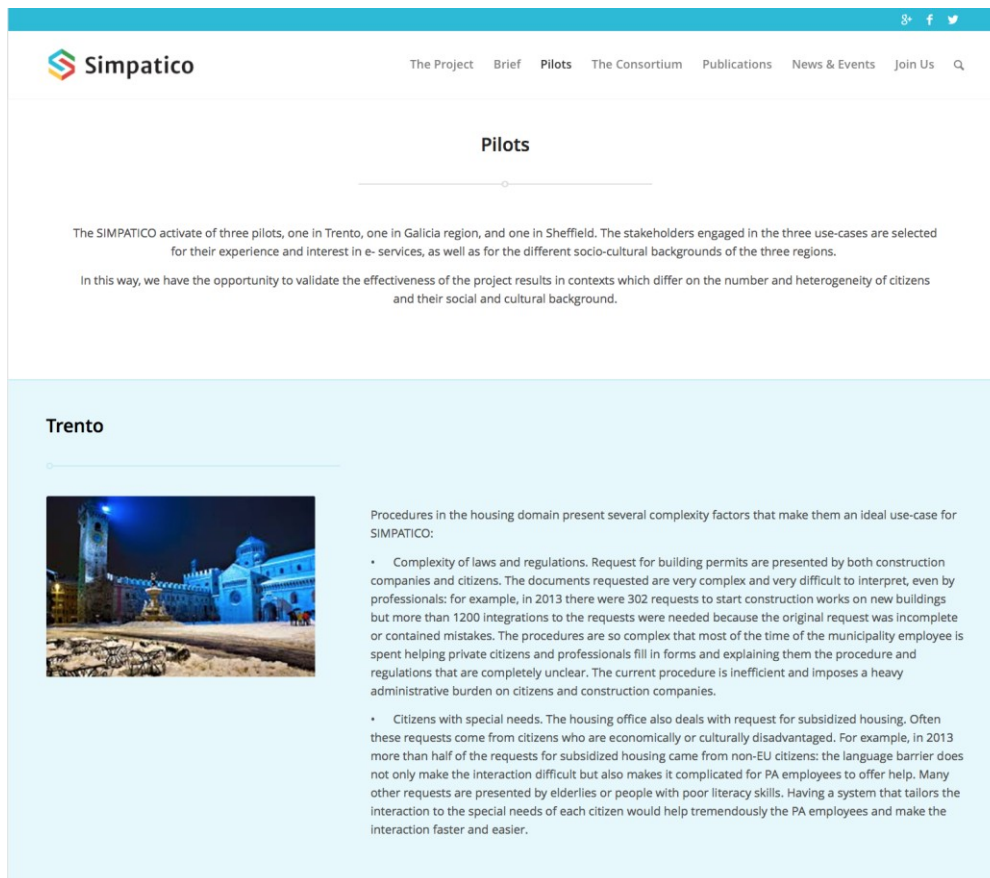 Simpatico
The Project Brief Pilots The Consortium Publications News & Events Join Us
Pilots
The SIMPATICO activate of three pilots, one in Trento, one in Galicia region, and one in Sheffield. The stakeholders engaged in the three use-cases are selected
for their experience and interest in e- services, as well as for the different socio-cultural backgrounds of the three regions.
In this way, we have the opportunity to validate the effectiveness of the project results in contexts which differ on the number and heterogeneity of citizens
and their social and cultural background.
Trento
Procedures in the housing domain present several complexity factors that make them an ideal use-case for
SIMPATICO:
• Complexity of laws and regulations. Request for building permits are presented by both construction
companies and citizens. The documents requested are very complex and very difficult to interpret, even by
professionals: for example, in 2013 there were 302 requests to start construction works on new buildings
but more than 1200 integrations to the requests were needed because the original request was incomplete
or contained mistakes. The procedures are so complex that most of the time of the municipality employee is
spent helping private citizens and professionals fill in forms and explaining them the procedure and
regulations that are completely unclear. The current procedure is inefficient and imposes a heavy
administrative burden on citizens and construction companies.
• Citizens with special needs. The housing office also deals with request for subsidized housing. Often
these requests come from citizens who are economically or culturally disadvantaged. For example, in 2013
more than half of the requests for subsidized housing came from non-EU citizens: the language barrier does
not only make the interaction difficult but also makes it complicated for PA employees to offer help. Many
other requests are presented by elderlies or people with poor literacy skills. Having a system that tailors the
interaction to the special needs of each citizen would help tremendously the PA employees and make the
interaction faster and easier.